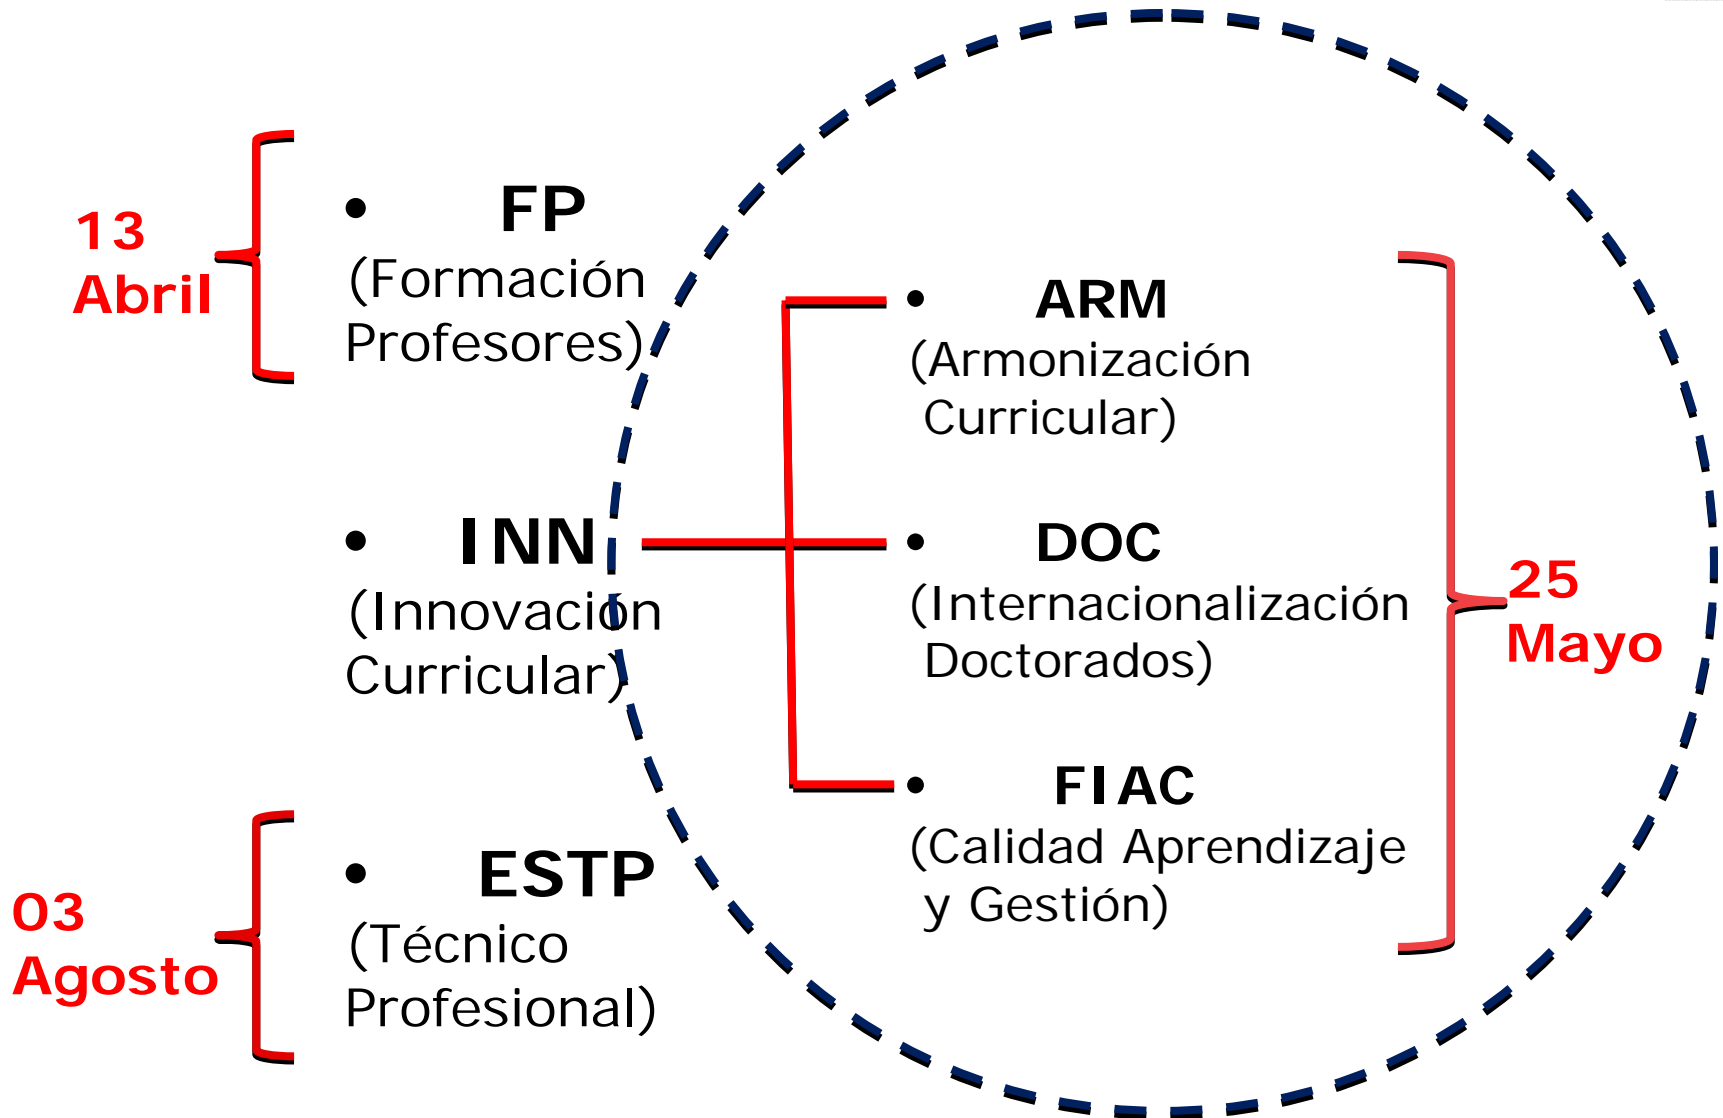 13
Abril
• FP
(Formación
Profesores)
• INN
(Innovación
Curricular)
03
Agosto
• ESTP
(Técnico
Profesional)
• ARM
(Armonización
Curricular)
• DOC
(Internacionalización
Doctorados)
• FIAC
(Calidad Aprendizaje
y Gestión)
25
Mayo